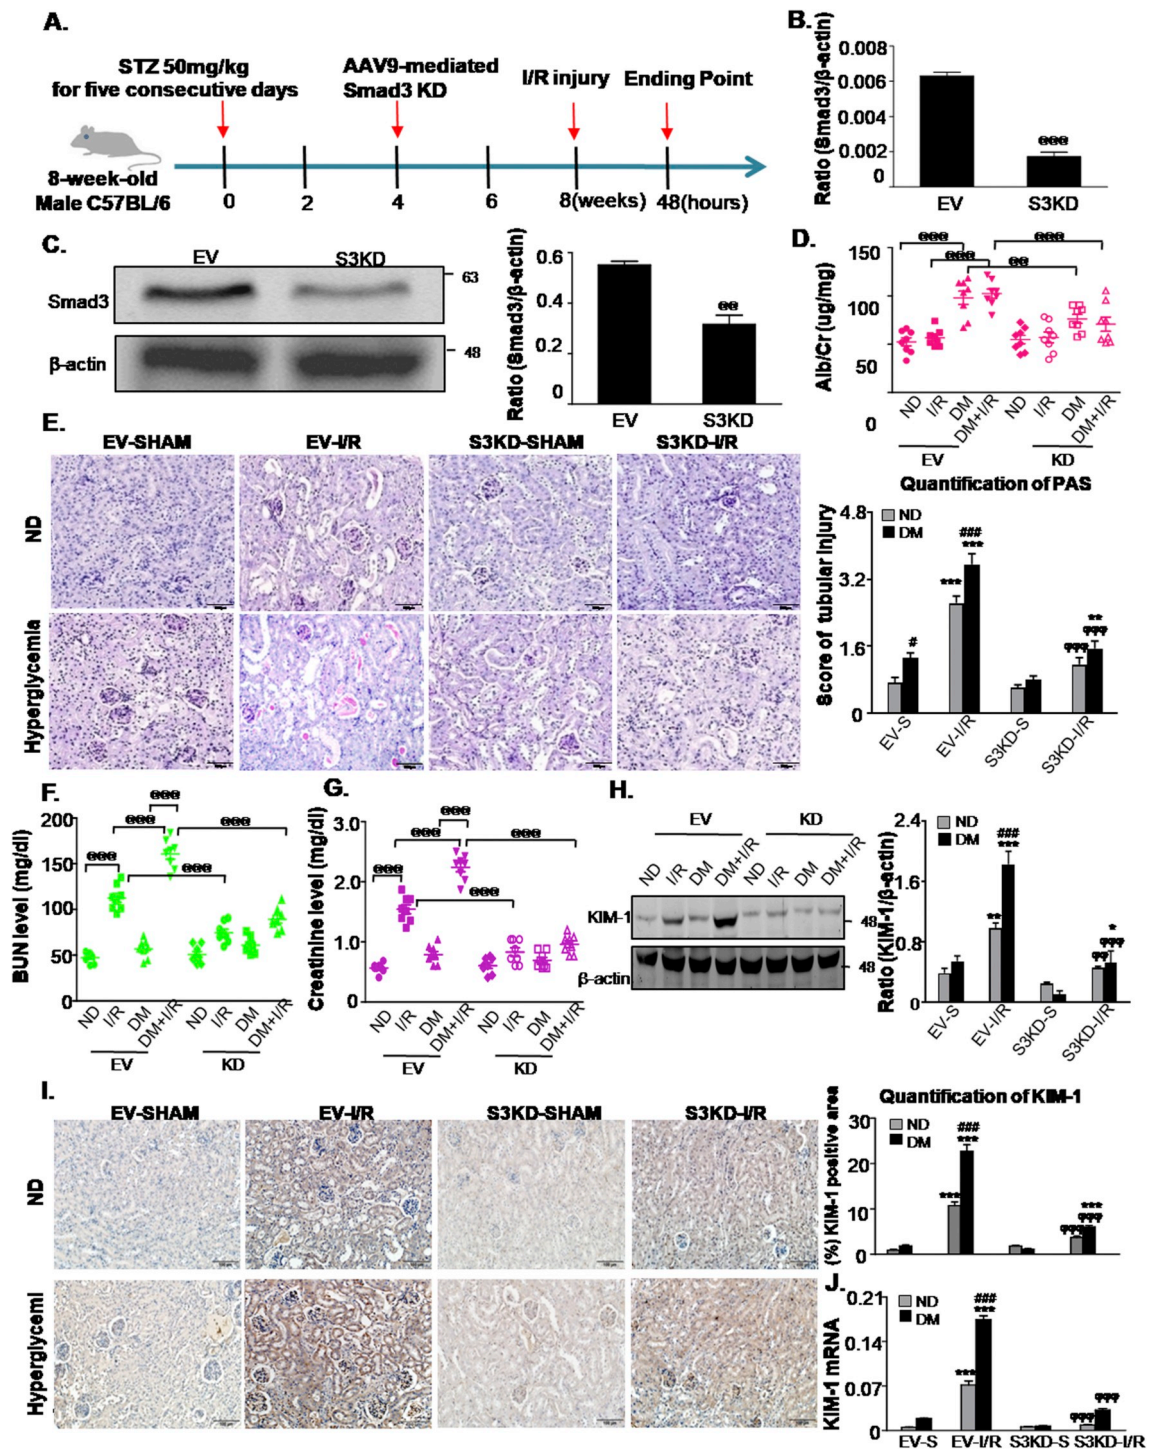 A.
STZ 50mg/kg
for five consecutive days
AAV9-mediated
Smad3 KD
I/R injury
Ending Point
8-week-old
Male C57BL/6
0
2
4
6
8(weeks)
48(hours)
B.
Ratio (Smad3/β-actin)
0.008
0.006
0.004
0.002
0
@@@
EV
S3KD
C.
EV
S3KD
Smad3
β-actin
63
48
Ratio (Smad3/β-actin)
0.6
0.4
0.2
0
@@
EV
S3KD
D.
Alb/Cr (ug/mg)
150
100
50
0
@@@
@@@
@@@
@@
ND
I/R
DM
DM+I/R
ND
I/R
DM
DM+I/R
EV
KD
E.
EV-SHAM
EV-I/R
S3KD-SHAM
S3KD-I/R
ND
Hyperglycemia
Quantification of PAS
ND
DM
Score of tubular injury
4.8
3.2
1.6
0
#
***
###
***
φφφ
**
φφφ
EV-S
EV-I/R
S3KD-S
S3KD-I/R
F.
BUN level (mg/dl)
200
150
100
50
0
@@@
@@@
@@@
@@@
@@@
ND
I/R
DM
DM+I/R
ND
I/R
DM
DM+I/R
EV
KD
G.
Creatinine level (mg/dl)
3.0
2.0
1.0
0
@@@
@@@
@@@
@@@
@@@
ND
I/R
DM
DM+I/R
ND
I/R
DM
DM+I/R
EV
KD
H.
EV
KD
ND
I/R
DM
DM+I/R
ND
I/R
DM
DM+I/R
KIM-1
β-actin
48
48
Ratio (KIM-1/β-actin)
2.4
1.6
0.8
0
ND
DM
**
###
***
φφ
*
φφφ
EV-S
EV-I/R
S3KD-S
S3KD-I/R
I.
EV-SHAM
EV-I/R
S3KD-SHAM
S3KD-I/R
ND
Hyperglycemi
Quantification of KIM-1
ND
DM
(%) KIM-1 positive area
30
20
10
0
***
###
***
φφφ
***
φφφ
J.
KIM-1 mRNA
0.21
0.14
0.07
0
ND
DM
***
###
***
φφφ
φφφ
EV-S
EV-I/R
S3KD-S
S3KD-I/R